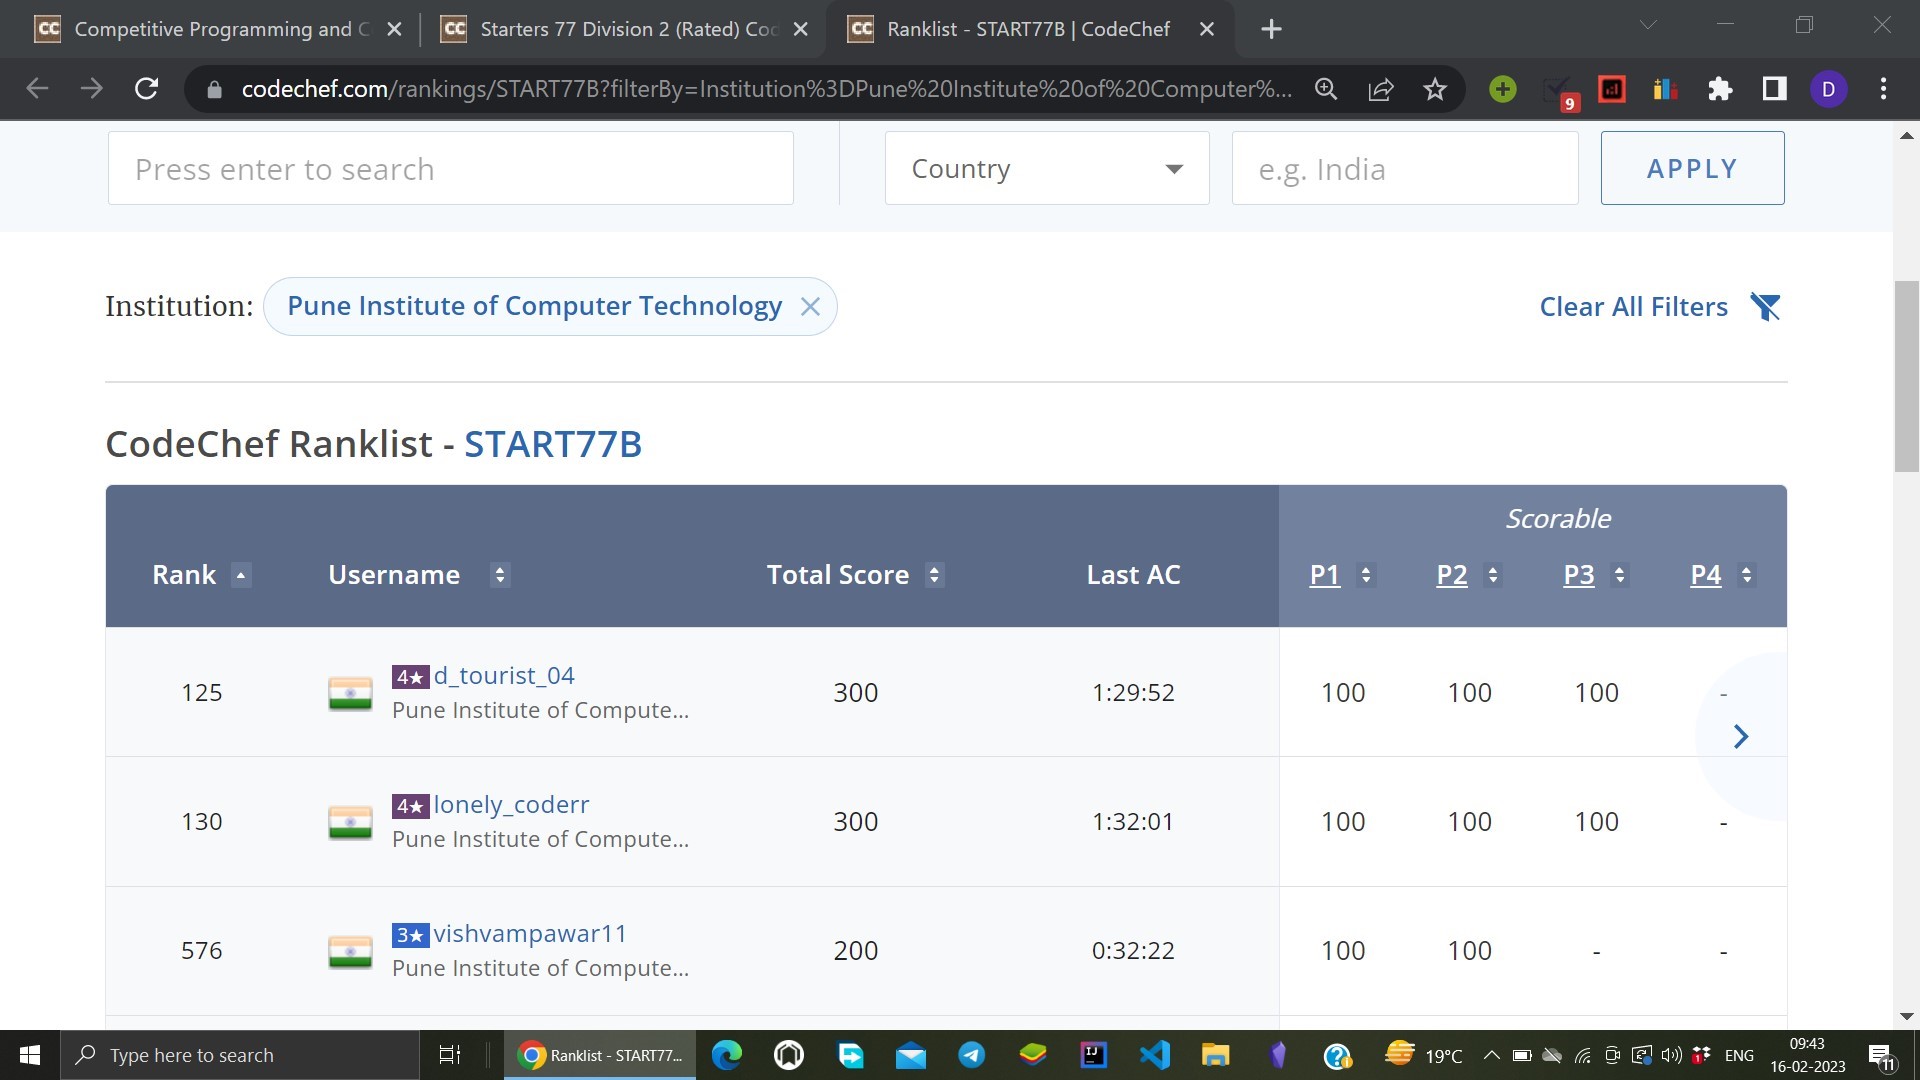 Competitive Programming and C
Starters 77 Division 2 (Rated) Coc
Ranklist - START77B | CodeChef
codechef.com/rankings/START77B?filterBy=Institution%3DPune%20Institute%20of%20Computer%...
9
D
Press enter to search
Country
e.g. India
APPLY
Institution: Pune Institute of Computer Technology
Clear All Filters
CodeChef Ranklist - START77B
Scorable
Rank Username Total Score Last AC P1 P2 P3 P4
125 4★ d_tourist_04 300 1:29:52 100 100 100 -
Pune Institute of Compute...
130 4★ lonely_coderr 300 1:32:01 100 100 100 -
Pune Institute of Compute...
576 3★ vishvampawar11 200 0:32:22 100 100 - -
Pune Institute of Compute...
Type here to search
Ranklist - START77...
19°C
ENG
09:43
16-02-2023
11